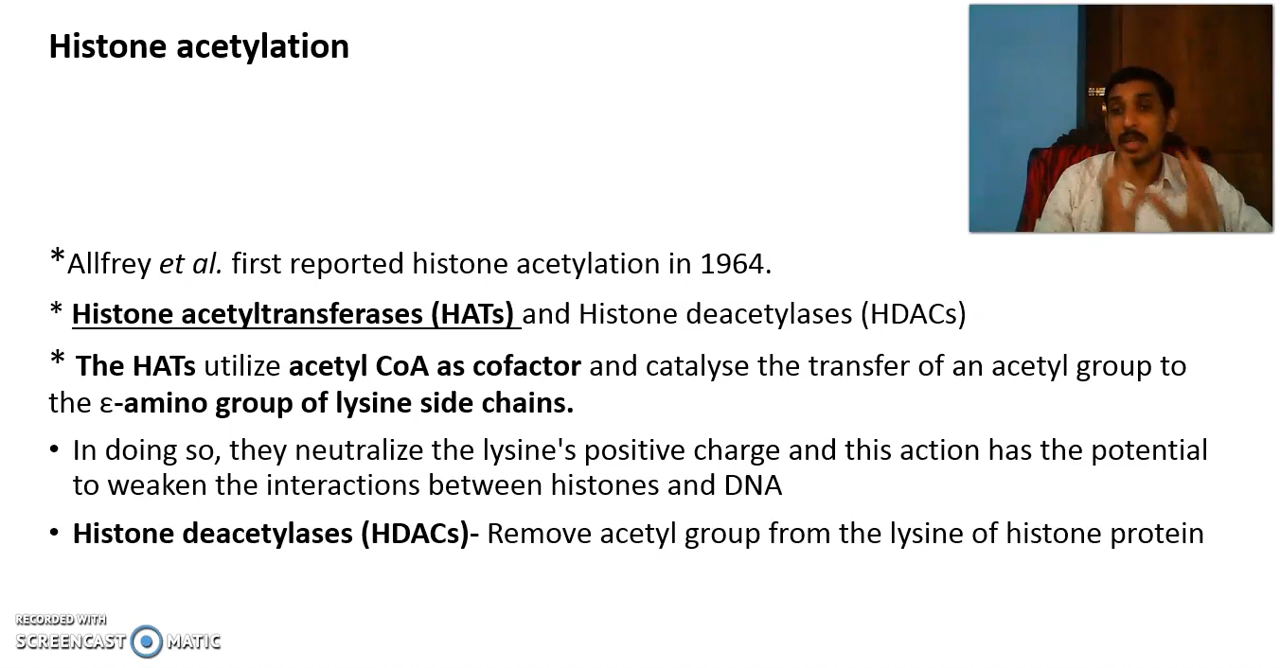 Histone acetylation
*Allfrey et al. first reported histone acetylation in 1964.
* Histone acetyltransferases (HATs) and Histone deacetylases (HDACs)
* The HATs utilize acetyl CoA as cofactor and catalyse the transfer of an acetyl group to
the ε-amino group of lysine side chains.
• In doing so, they neutralize the lysine's positive charge and this action has the potential
to weaken the interactions between histones and DNA
• Histone deacetylases (HDACs)- Remove acetyl group from the lysine of histone protein
RECORDED WITH
SCREENCAST MATIC